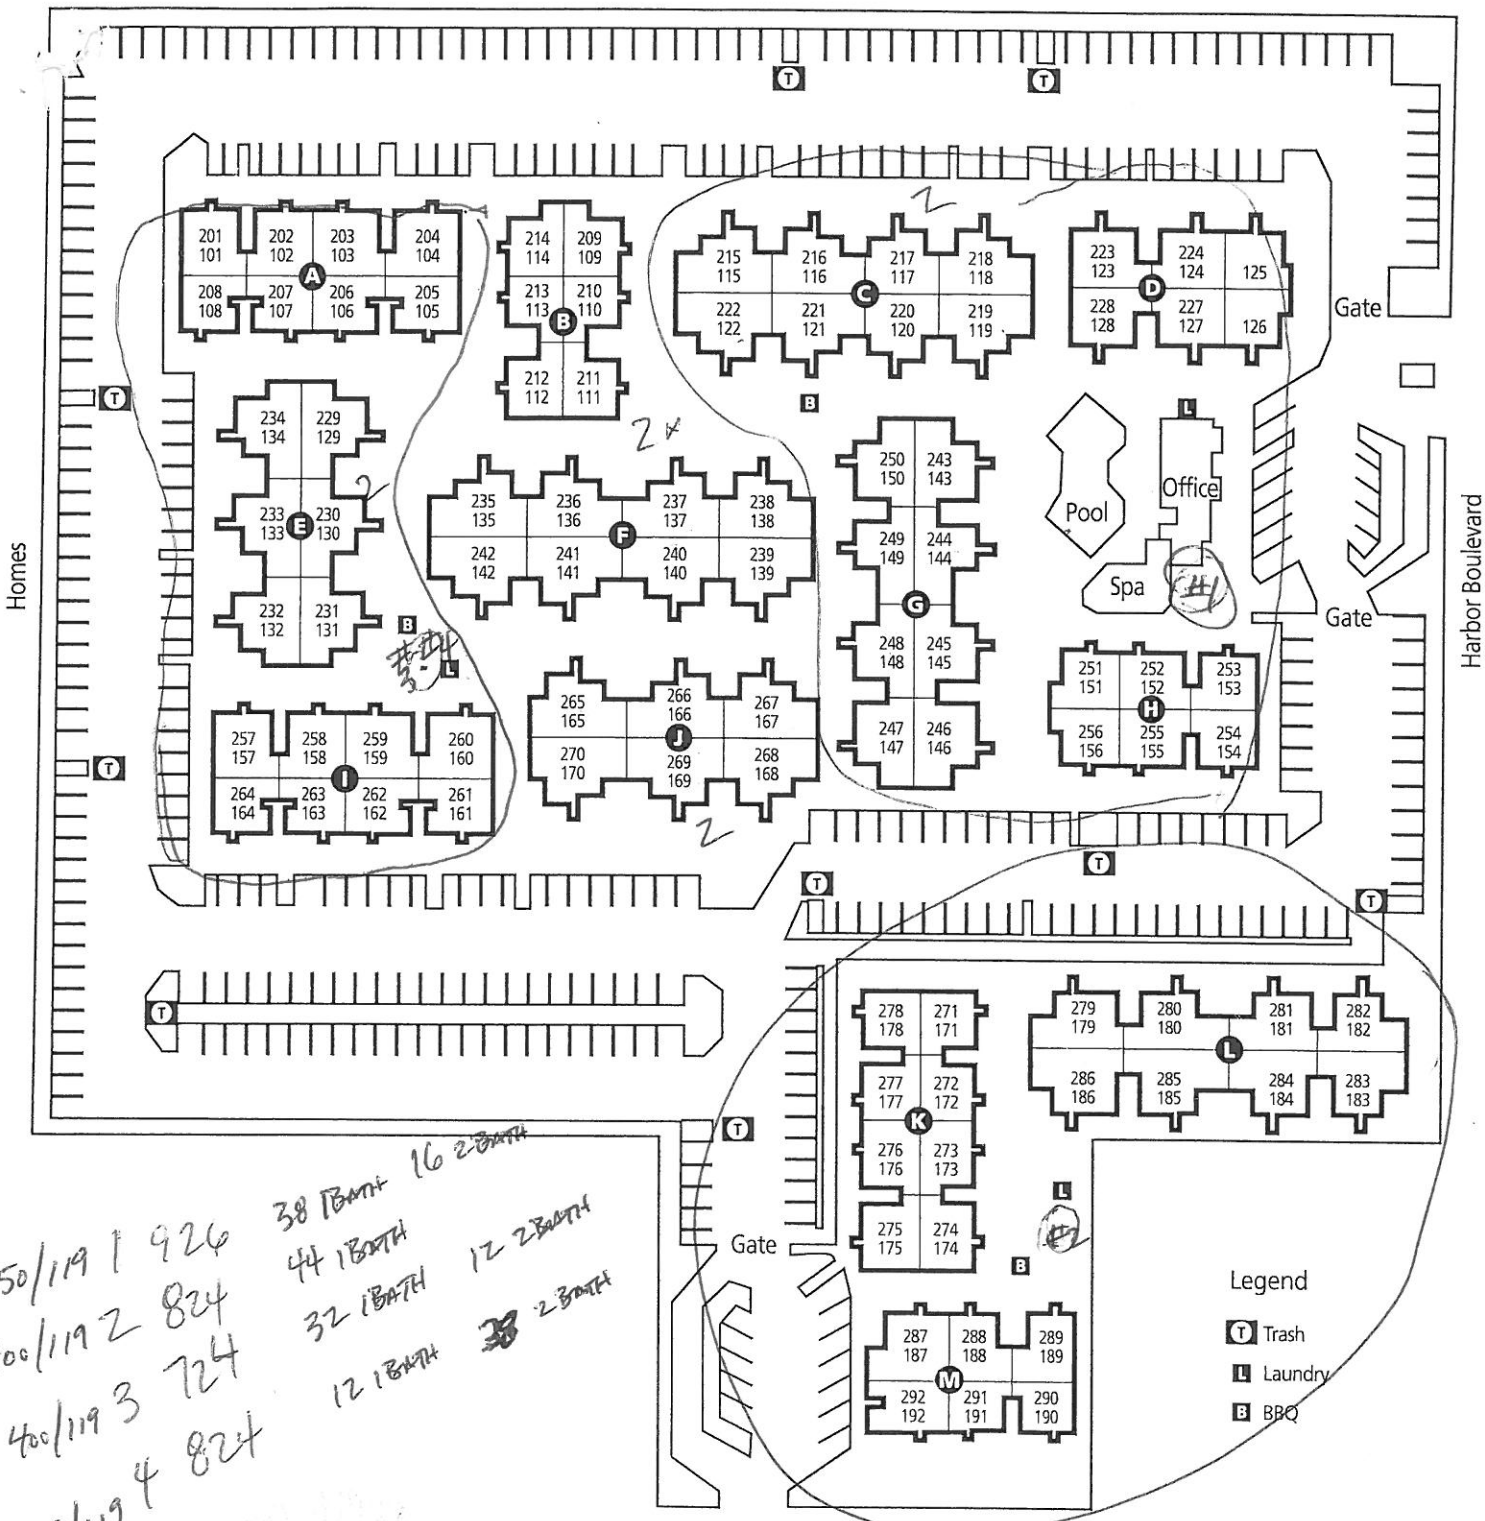 T
T
2
201 202 203 204
101 102 103 104
A
208 207 206 205
108 107 106 105
214 209
114 109
213 210
113 110
B
212 211
112 111
215 216 217 218
115 116 117 118
C
222 221 220 219
122 121 120 119
223 224
123 124 125
D
228 227
128 127 126
Gate
T
B
L
234 229
134 129
2
233 230
133 130
E
232 231
132 131
2x
235 236 237 238
135 136 137 138
F
242 241 240 239
142 141 140 139
250 243
150 143
249 244
149 144
G
248 245
148 145
247 246
147 146
Pool
Office
Spa
#1
Gate
Homes
Harbor Boulevard
B
L
251 252 253
151 152 153
H
256 255 254
156 155 154
257 258 259 260
157 158 159 160
I
264 263 262 261
164 163 162 161
265 266 267
165 166 167
J
270 269 268
170 169 168
2
T
T
T
T
T
278 271
178 171
277 272
177 172
K
276 273
176 173
275 274
175 174
279 280 281 282
179 180 181 182
L
286 285 284 283
186 185 184 183
T
L
#2
B
Gate
287 288 289
187 188 189
M
292 291 290
192 191 190
50/119 1 926 38 1BATH 16 2BATH
00/119 2 824 44 1BATH
400/119 3 724 32 1BATH 12 2BATH
119 4 824 12 1BATH 2BATH
Legend
T Trash
L Laundry
B BBQ